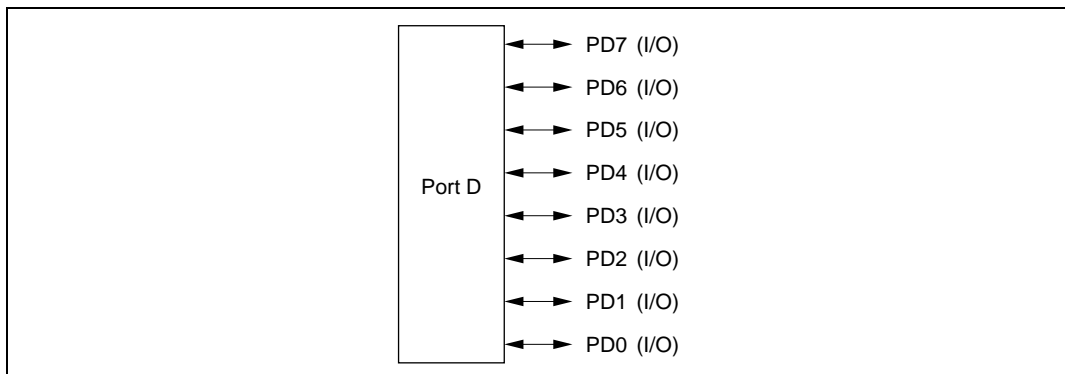 PD7 (I/O)
PD6 (I/O)
PD5 (I/O)
PD4 (I/O)
Port D
PD3 (I/O)
PD2 (I/O)
PD1 (I/O)
PD0 (I/O)